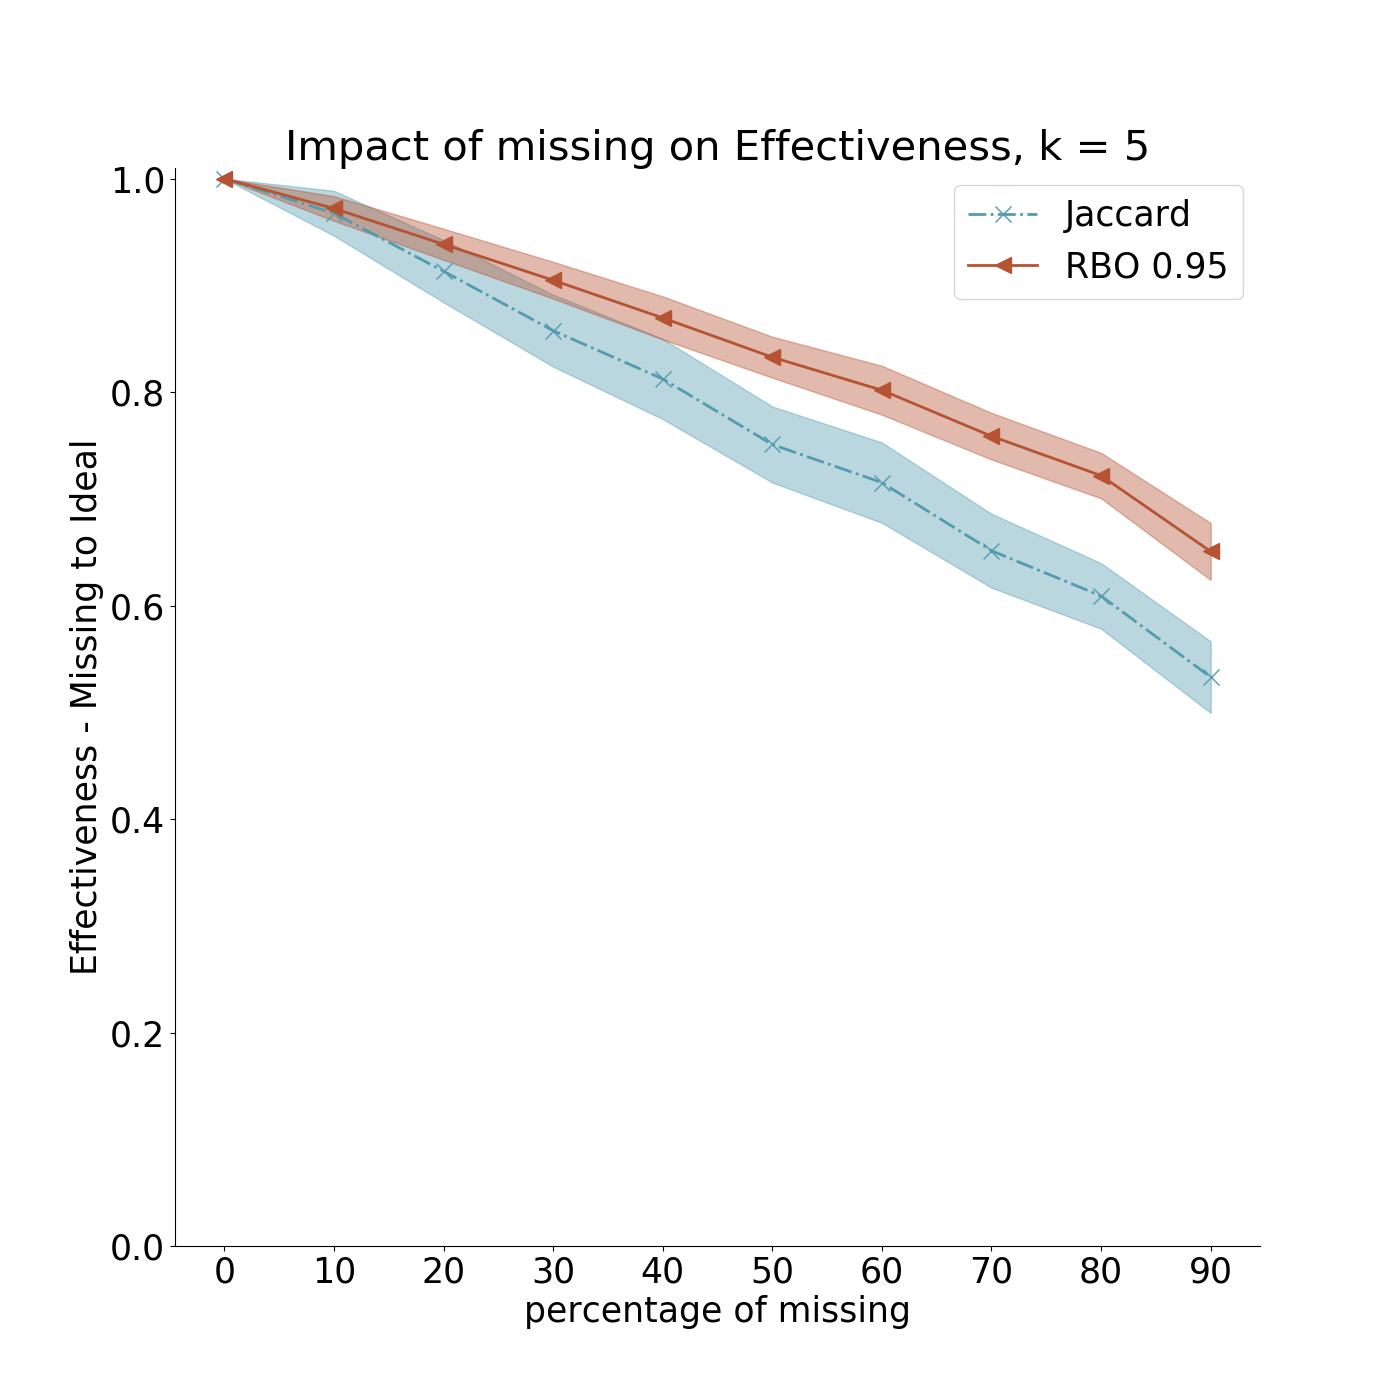 Impact of missing on Effectiveness, k = 5
Jaccard
RBO 0.95
Effectiveness - Missing to Ideal
1.0
0.8
0.6
0.4
0.2
0.0
0 10 20 30 40 50 60 70 80 90
percentage of missing